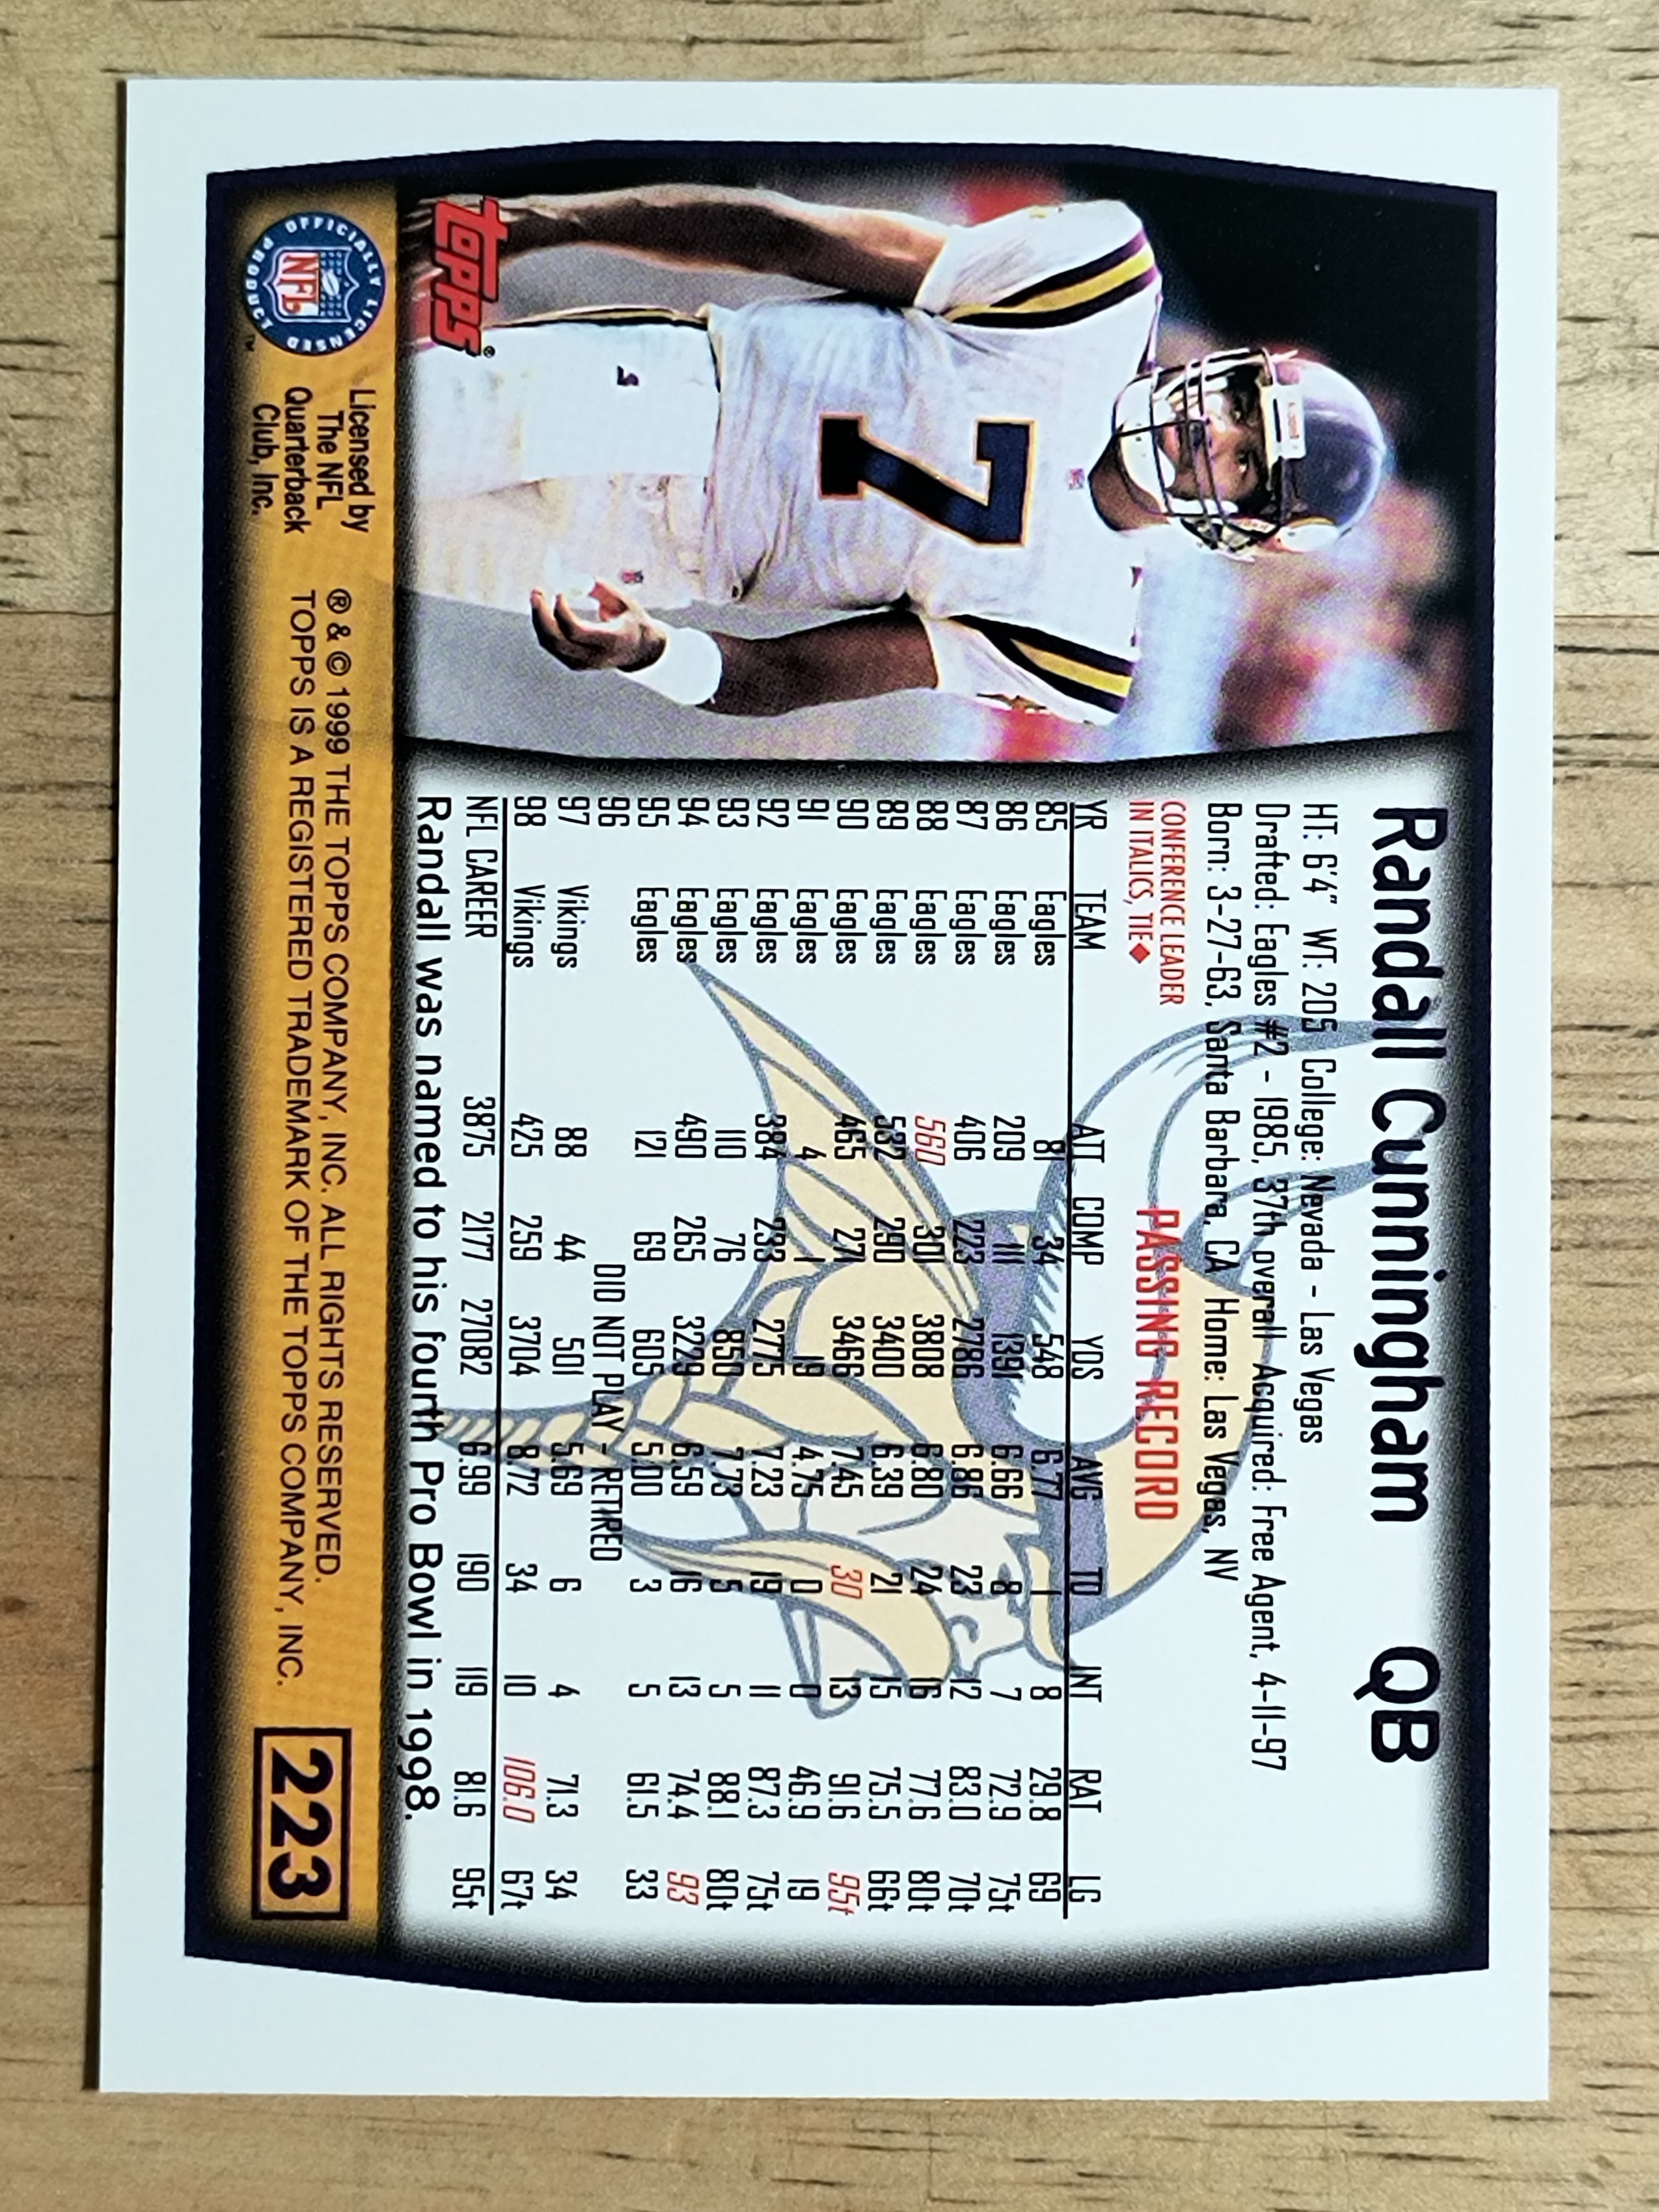 Randall Cunningham QB
HT: 6'4" WT: 205 College: Nevada - Las Vegas
Drafted: Eagles #2 - 1985, 37th overall Acquired: Free Agent, 4-11-97
Born: 3-27-63, Santa Barbara, CA Home: Las Vegas, NV
CONFERENCE LEADER
IN ITALICS, TIE◆
PASSING RECORD
YR TEAM ATT COMP YDS AVG TD INT RAT LG
85 Eagles 81 34 548 6.77 1 8 29.8 69
86 Eagles 209 111 1391 6.66 8 7 72.9 75t
87 Eagles 406 223 2786 6.86 23 12 83.0 70t
88 Eagles 560 301 3808 6.80 24 16 77.6 80t
89 Eagles 532 290 3400 6.39 21 15 75.5 66t
90 Eagles 465 271 3466 7.45 30 13 91.6 95t
91 Eagles 4 1 19 4.75 0 0 46.9 19
92 Eagles 384 233 2775 7.23 19 11 87.3 75t
93 Eagles 110 76 850 7.73 5 5 88.1 80t
94 Eagles 490 265 3229 6.59 16 13 74.4 93
95 Eagles 121 69 605 5.00 3 5 61.5 33
96 DID NOT PLAY - RETIRED
97 Vikings 88 44 501 5.69 6 4 71.3 34
98 Vikings 425 259 3704 8.72 34 10 106.0 67t
NFL CAREER 3875 2177 27082 6.99 190 119 81.6 95t
Randall was named to his fourth Pro Bowl in 1998.
7
TOPPS®
OFFICIALLY LICENSED
NFL
PRODUCT
™
Licensed by
The NFL
Quarterback
Club, Inc.
® & © 1999 THE TOPPS COMPANY, INC. ALL RIGHTS RESERVED.
TOPPS IS A REGISTERED TRADEMARK OF THE TOPPS COMPANY, INC.
223